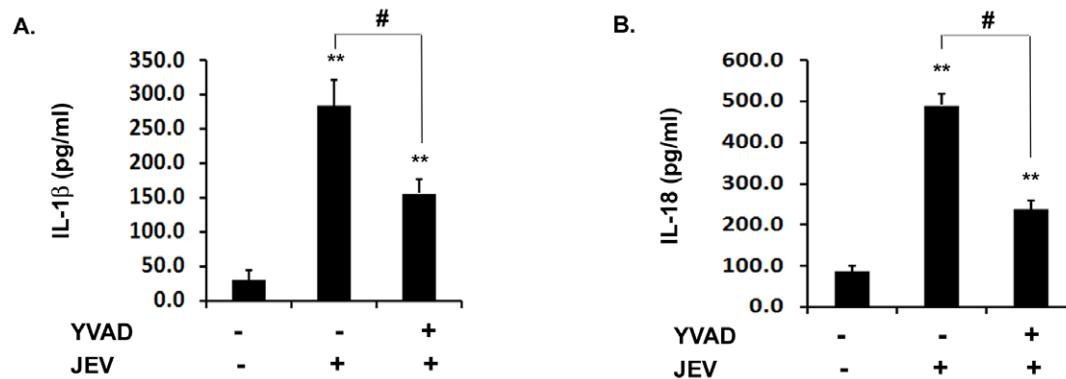 A.
#
350.0
300.0
250.0
200.0
150.0
100.0
50.0
0.0
IL-1β (pg/ml)
**
**
YVAD - - +
JEV - + +
B.
#
600.0
500.0
400.0
300.0
200.0
100.0
0.0
IL-18 (pg/ml)
**
**
YVAD - - +
JEV - + +